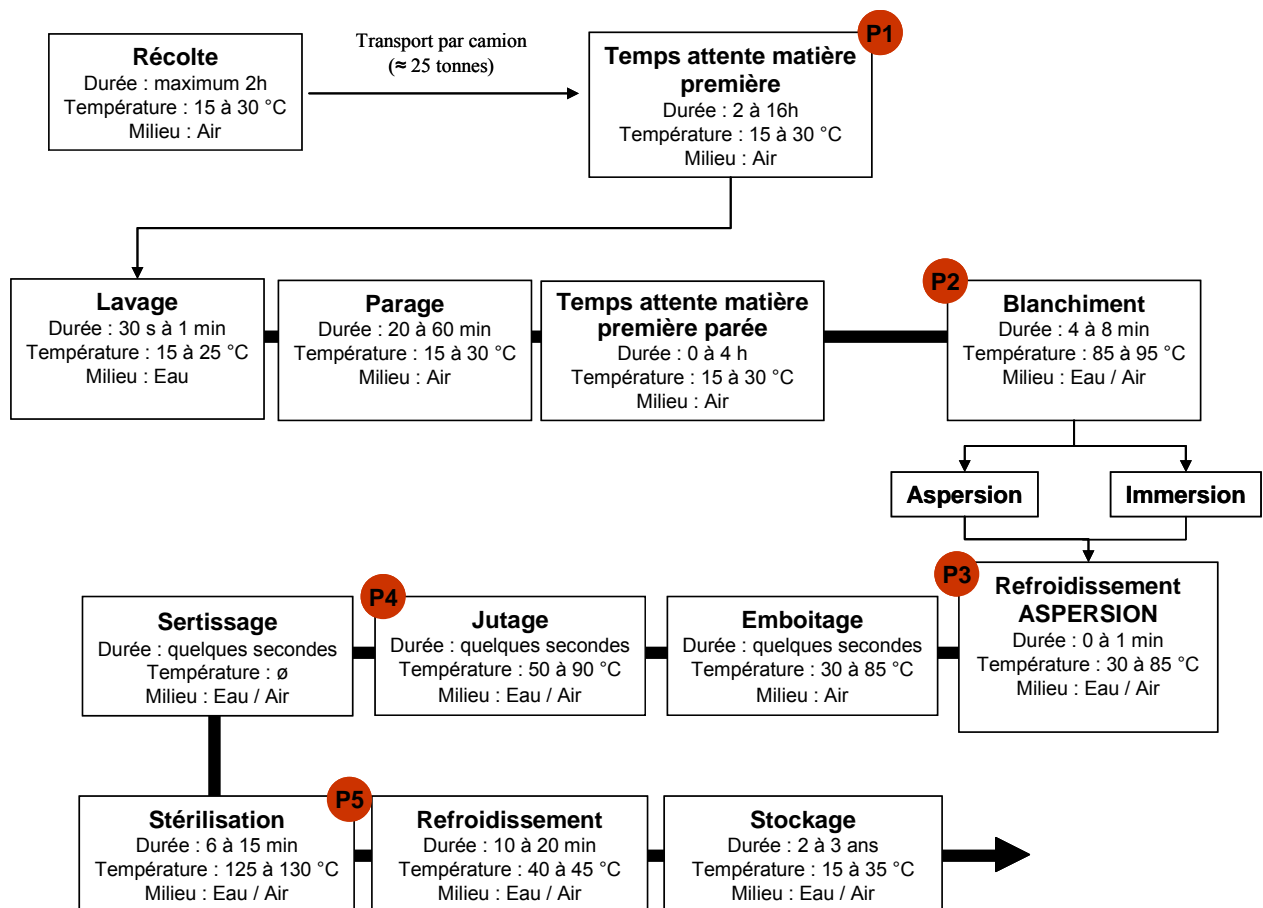 Récolte
Durée : maximum 2h
Température : 15 à 30 °C
Milieu : Air
Transport par camion
(≈ 25 tonnes)
P1
Temps attente matière
première
Durée : 2 à 16h
Température : 15 à 30 °C
Milieu : Air
Lavage
Durée : 30 s à 1 min
Température : 15 à 25 °C
Milieu : Eau
Parage
Durée : 20 à 60 min
Température : 15 à 30 °C
Milieu : Air
Temps attente matière
première parée
Durée : 0 à 4 h
Température : 15 à 30 °C
Milieu : Air
P2
Blanchiment
Durée : 4 à 8 min
Température : 85 à 95 °C
Milieu : Eau / Air
Aspersion
Immersion
P3
Refroidissement
ASPERSION
Durée : 0 à 1 min
Température : 30 à 85 °C
Milieu : Eau / Air
Emboitage
Durée : quelques secondes
Température : 30 à 85 °C
Milieu : Air
P4
Jutage
Durée : quelques secondes
Température : 50 à 90 °C
Milieu : Eau / Air
Sertissage
Durée : quelques secondes
Température : ø
Milieu : Eau / Air
Stérilisation
Durée : 6 à 15 min
Température : 125 à 130 °C
Milieu : Eau / Air
P5
Refroidissement
Durée : 10 à 20 min
Température : 40 à 45 °C
Milieu : Eau / Air
Stockage
Durée : 2 à 3 ans
Température : 15 à 35 °C
Milieu : Eau / Air